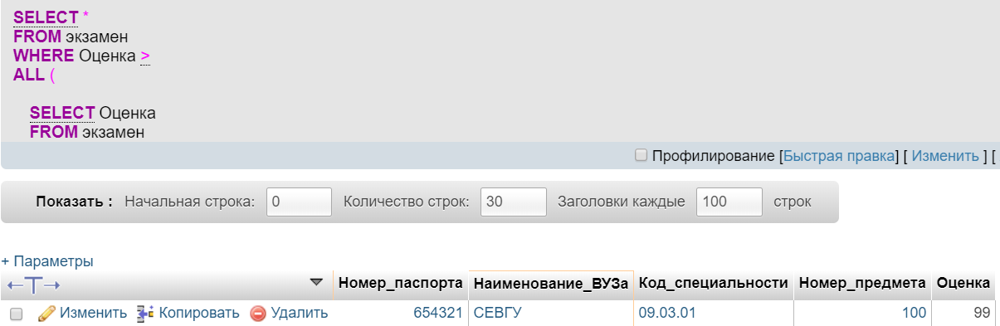 SELECT *
FROM экзамен
WHERE Оценка >
ALL (
SELECT Оценка
FROM экзамен
Профилирование [Быстрая правка] [ Изменить ] [
Показать : Начальная строка: 0 Количество строк: 30 Заголовки каждые 100 строк
+ Параметры
←T→ Номер_паспорта Наименование_ВУЗа Код_специальности Номер_предмета Оценка
Изменить Копировать Удалить 654321 СЕВГУ 09.03.01 100 99